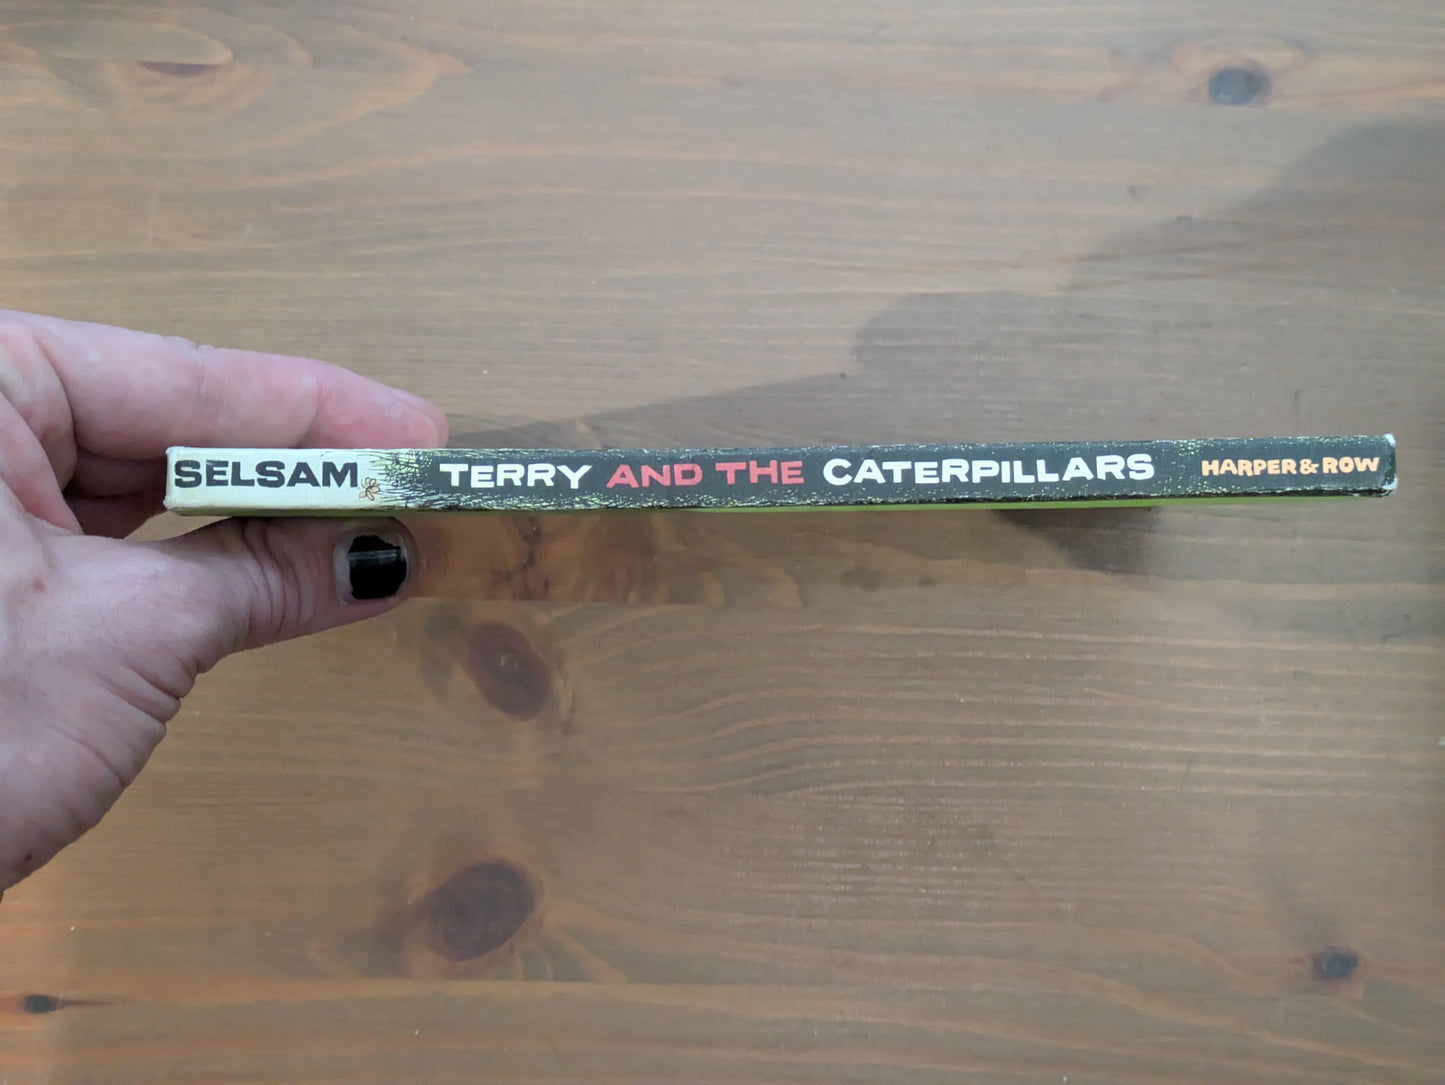 SELSAM TERRY AND THE CATERPILLARS HARPER & ROW